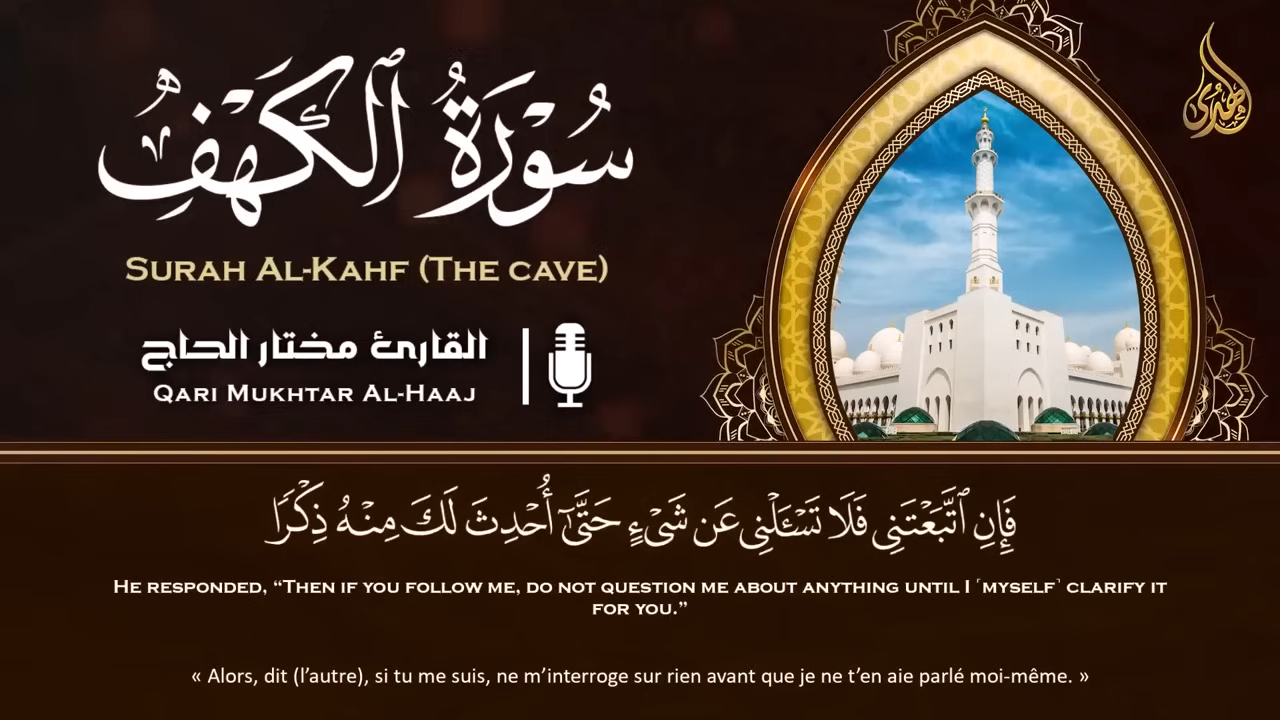 سُورَةُ ٱلْكَهْفِ
هدى
SURAH AL-KAHF (THE CAVE)
القارئ مختار الحاج
QARI MUKHTAR AL-HAAJ
فَإِنِ ٱتَّبَعْتَنِى فَلَا تَسْـَٔلْنِى عَن شَىْءٍ حَتَّىٰٓ أُحْدِثَ لَكَ مِنْهُ ذِكْرًا
HE RESPONDED, “THEN IF YOU FOLLOW ME, DO NOT QUESTION ME ABOUT ANYTHING UNTIL I ˹MYSELF˺ CLARIFY IT
FOR YOU.”
« Alors, dit (l’autre), si tu me suis, ne m’interroge sur rien avant que je ne t’en aie parlé moi-même. »